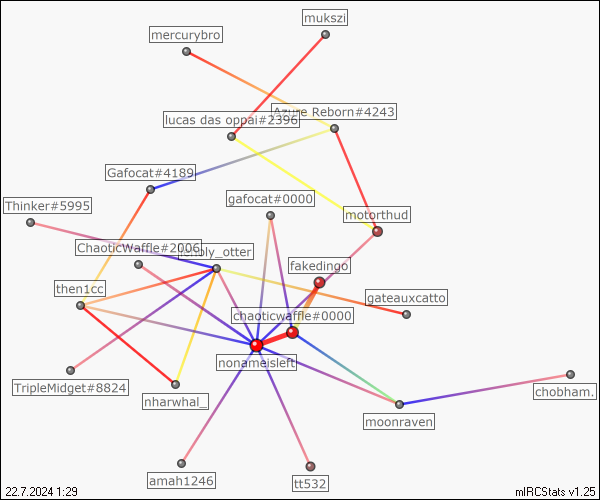 mukszi
mercurybro
Azure Reborn#4243
lucas das oppai#2396
Gafocat#4189
gafocat#0000
Thinker#5995
motorthud
ChaoticWaffle#2006
_otter
fakedingo
then1cc
gateauxcatto
chaoticwaffle#0000
nonameisleft
TripleMidget#8824
chobham.
nharwhal_
moonraven
amah1246
tt532
22.7.2024 1:29
mIRCStats v1.25